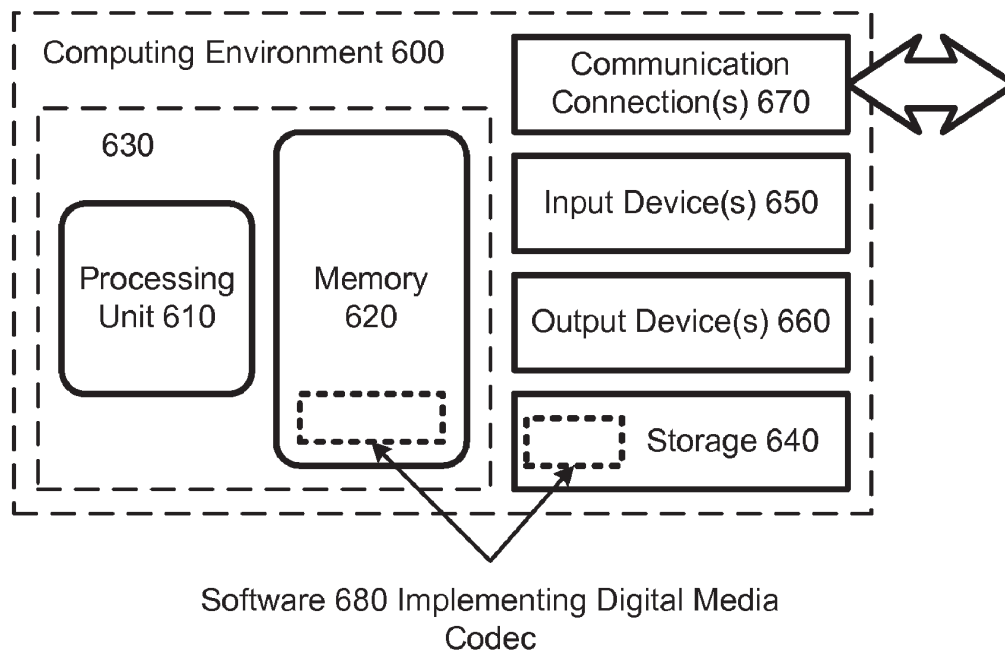 Computing Environment 600
Communication
Connection(s) 670
630
Input Device(s) 650
Processing
Unit 610
Memory
620
Output Device(s) 660
Storage 640
Software 680 Implementing Digital Media
Codec